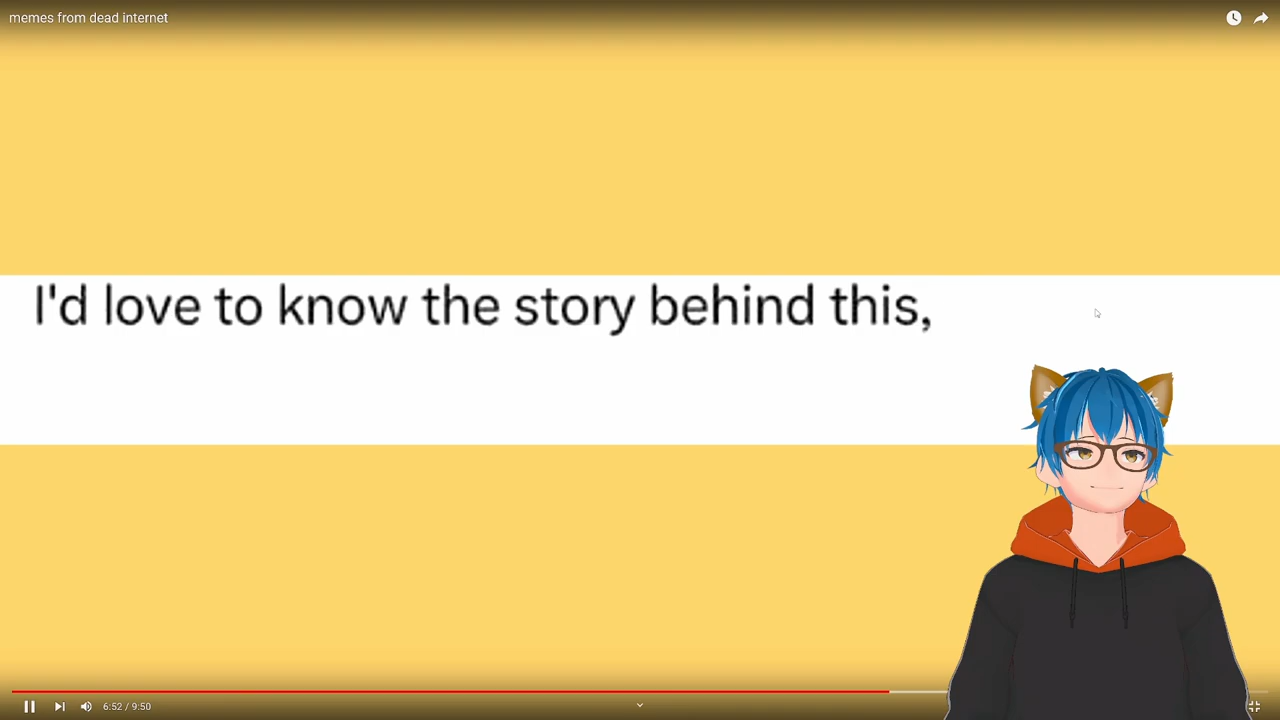 memes from dead internet
I'd love to know the story behind this,
6:52 / 9:50